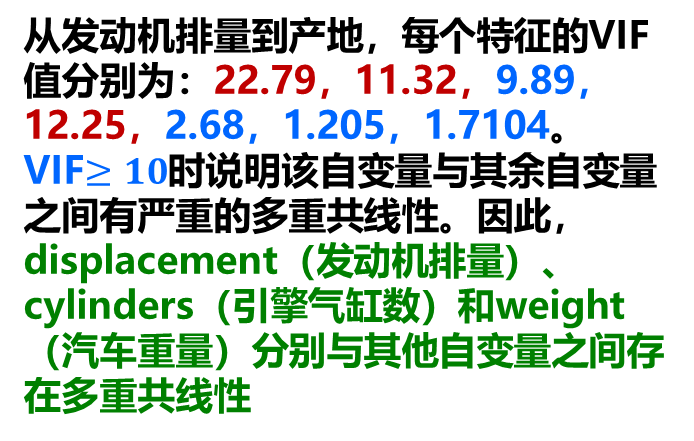 从发动机排量到产地，每个特征的VIF
值分别为：22.79，11.32，9.89，
12.25，2.68，1.205，1.7104。
VIF≥ 10时说明该自变量与其余自变量
之间有严重的多重共线性。因此，
displacement（发动机排量）、
cylinders（引擎气缸数）和weight
（汽车重量）分别与其他自变量之间存
在多重共线性